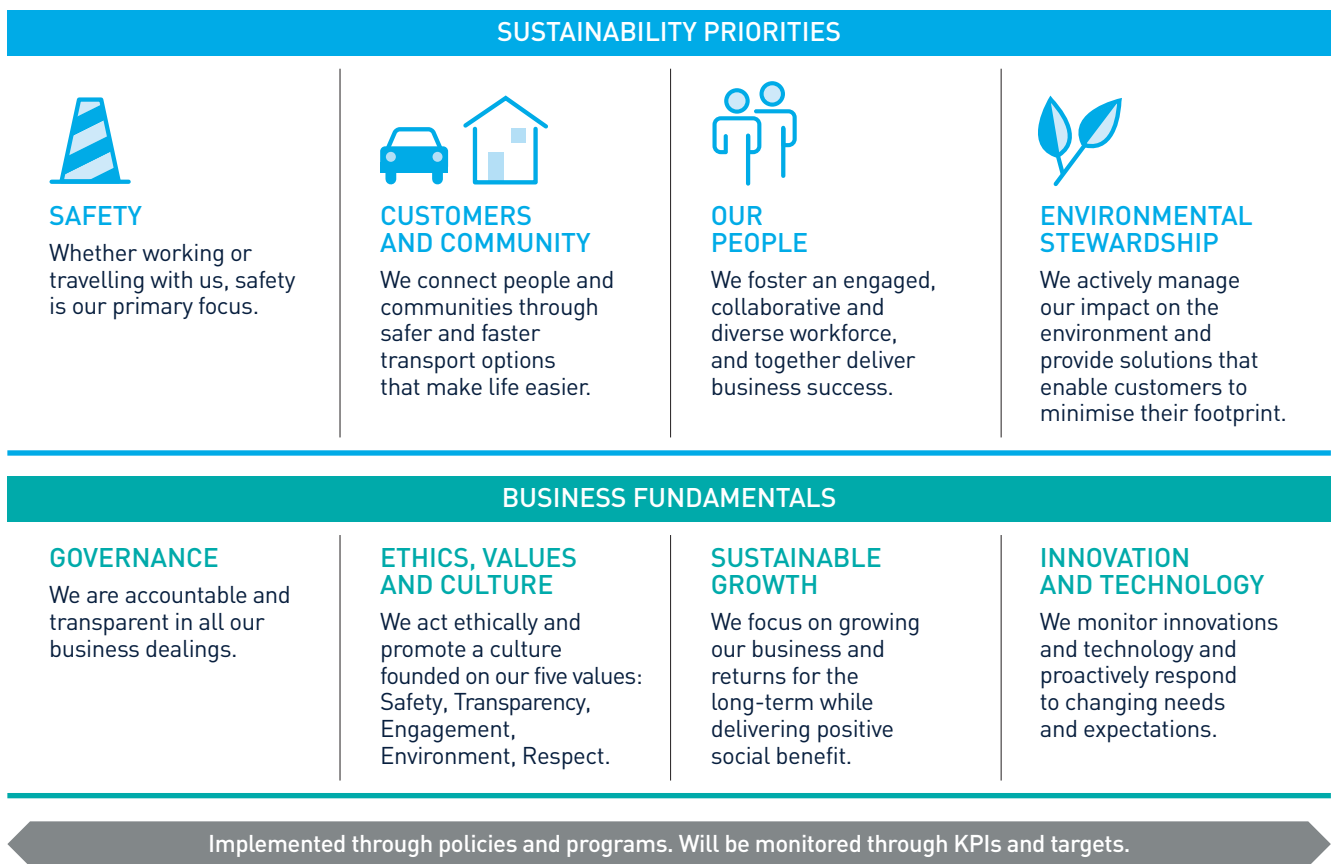 SUSTAINABILITY PRIORITIES
SAFETY
Whether working or
travelling with us, safety
is our primary focus.
CUSTOMERS
AND COMMUNITY
We connect people and
communities through
safer and faster
transport options
that make life easier.
OUR
PEOPLE
We foster an engaged,
collaborative and
diverse workforce,
and together deliver
business success.
ENVIRONMENTAL
STEWARDSHIP
We actively manage
our impact on the
environment and
provide solutions that
enable customers to
minimise their footprint.
BUSINESS FUNDAMENTALS
GOVERNANCE
We are accountable and
transparent in all our
business dealings.
ETHICS, VALUES
AND CULTURE
We act ethically and
promote a culture
founded on our five values:
Safety, Transparency,
Engagement,
Environment, Respect.
SUSTAINABLE
GROWTH
We focus on growing
our business and
returns for the
long-term while
delivering positive
social benefit.
INNOVATION
AND TECHNOLOGY
We monitor innovations
and technology and
proactively respond
to changing needs
and expectations.
Implemented through policies and programs. Will be monitored through KPIs and targets.